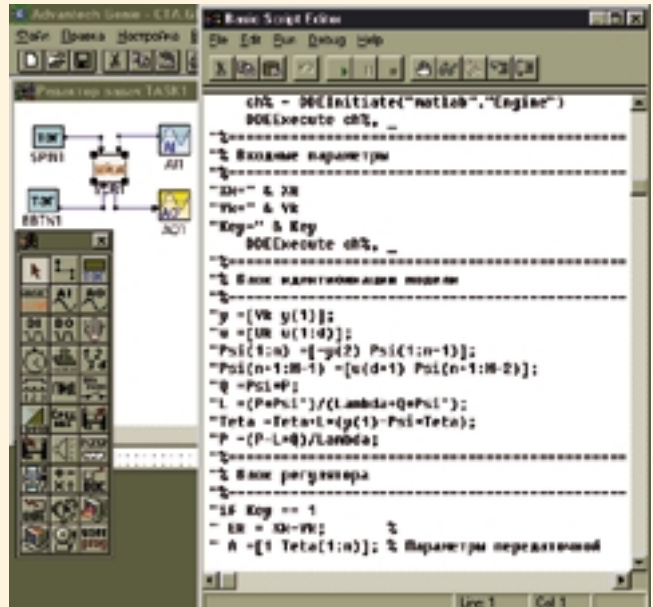 Advantech Genie - CTA.G
Файл Правка Настройка
Редактор задач TASK1
SPIN1
AI1
BBTN1
AO1
Basic Script Editor
File Edit Run Debug Help
ch% = DDEInitiate("matlab","Engine")
DDEExecute ch%, _
"%------------------------------------------
"% Входные параметры
"%------------------------------------------
"Xk=" & Xk
"Yk=" & Yk
"Key=" & Key
DDEExecute ch%, _
"%------------------------------------------
"% Блок идентификации модели
"%------------------------------------------
"y =[Yk y(1)];
"u =[Uk u(1:d)];
"Psi(1:n) =[-y(2) Psi(1:n-1)];
"Psi(n+1:M-1) =[u(d+1) Psi(n+1:M-2)];
"Q =Psi*P;
"L =(P*Psi')/(Lambda+Q*Psi');
"Teta =Teta+L*(y(1)-Psi*Teta);
"P =(P-L*Q)/Lambda;
"%------------------------------------------
"% Блок регулятора
"%------------------------------------------
"if Key == 1
" Ek = Xk-Yk; %
" A =[1 Teta(1:n)]; % Параметры передаточной
Line 1 Col 1